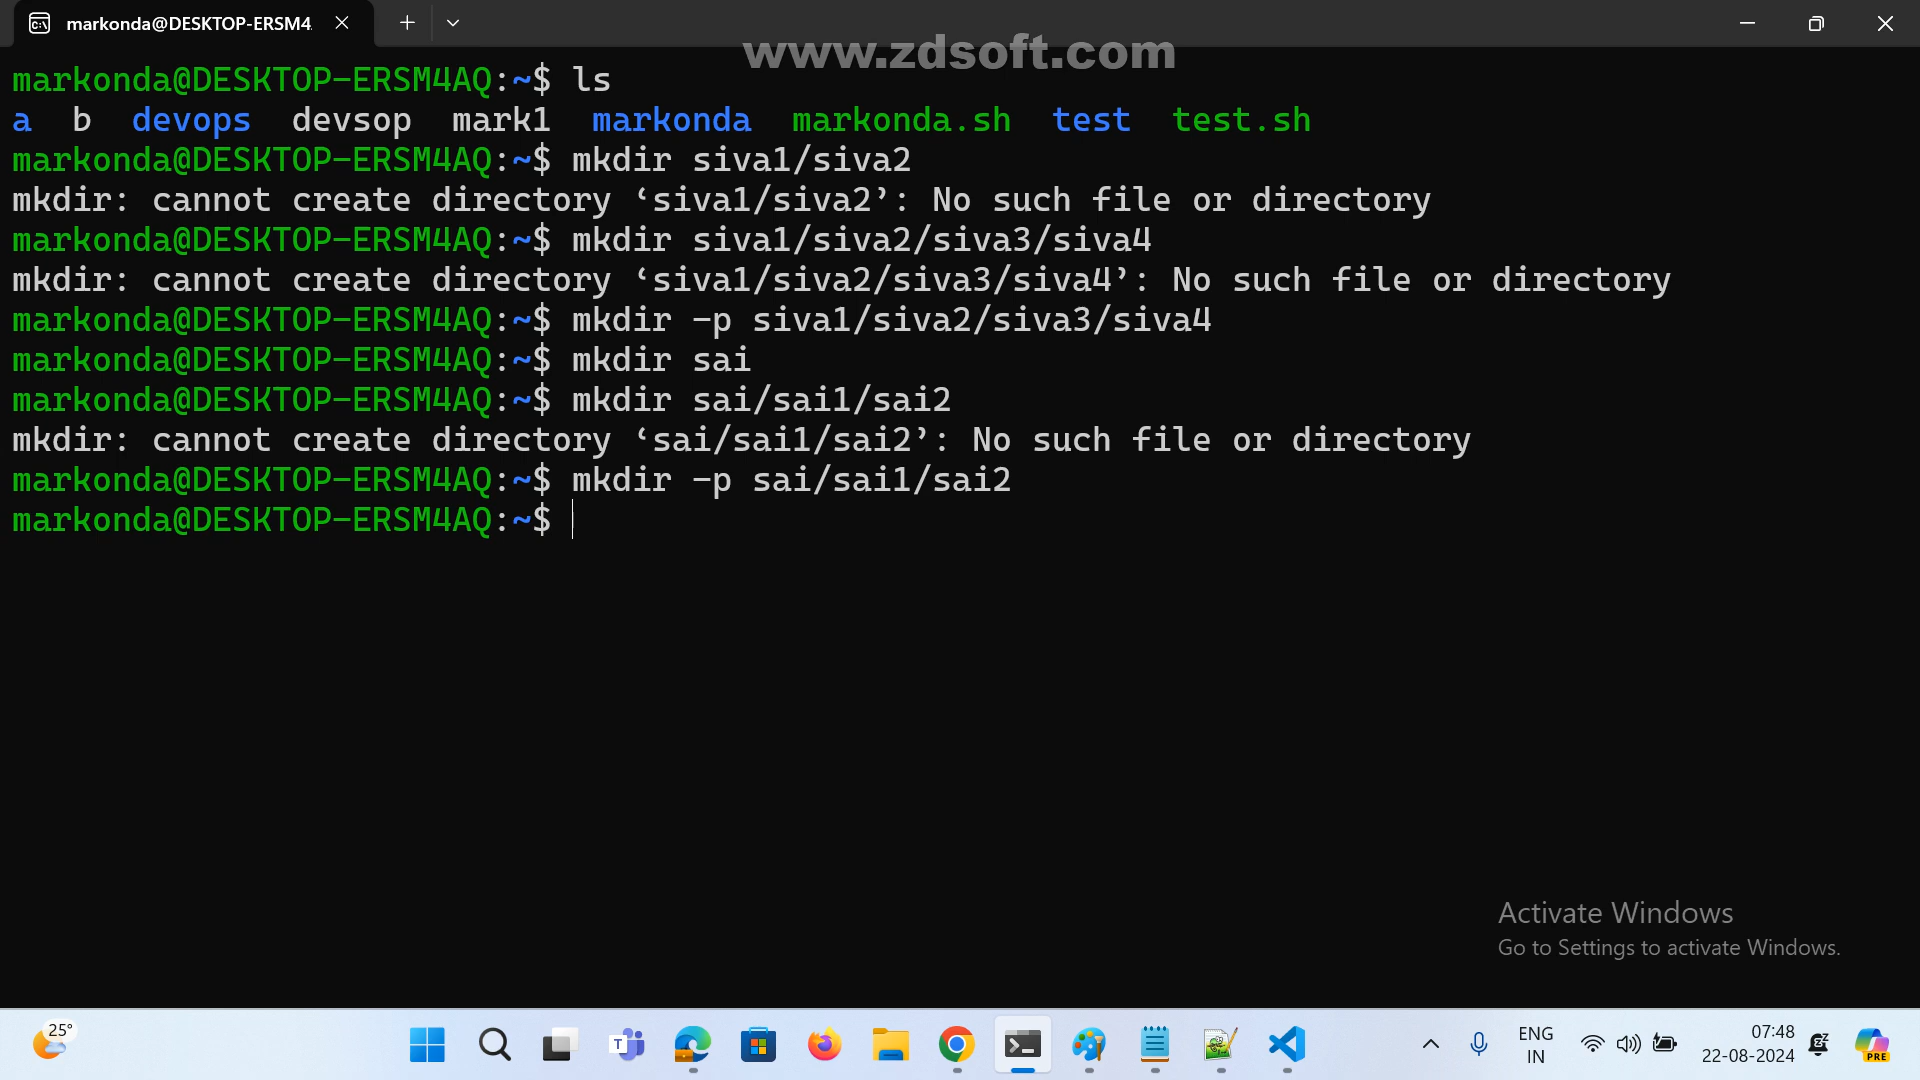 markonda@DESKTOP-ERSM4
www.zdsoft.com
markonda@DESKTOP-ERSM4AQ:~$ ls
a b devops devsop mark1 markonda markonda.sh test test.sh
markonda@DESKTOP-ERSM4AQ:~$ mkdir siva1/siva2
mkdir: cannot create directory ‘siva1/siva2’: No such file or directory
markonda@DESKTOP-ERSM4AQ:~$ mkdir siva1/siva2/siva3/siva4
mkdir: cannot create directory ‘siva1/siva2/siva3/siva4’: No such file or directory
markonda@DESKTOP-ERSM4AQ:~$ mkdir -p siva1/siva2/siva3/siva4
markonda@DESKTOP-ERSM4AQ:~$ mkdir sai
markonda@DESKTOP-ERSM4AQ:~$ mkdir sai/sai1/sai2
mkdir: cannot create directory ‘sai/sai1/sai2’: No such file or directory
markonda@DESKTOP-ERSM4AQ:~$ mkdir -p sai/sai1/sai2
markonda@DESKTOP-ERSM4AQ:~$
Activate Windows
Go to Settings to activate Windows.
25°
ENG
IN
07:48
22-08-2024
PRE